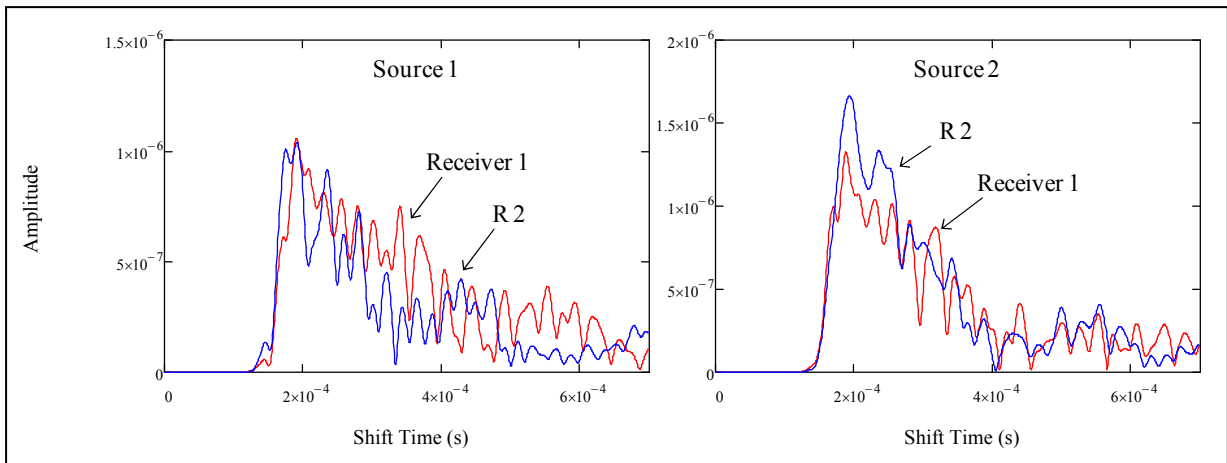 1.5×10⁻⁶
1×10⁻⁶
5×10⁻⁷
0
Amplitude
Source 1
Receiver 1
R 2
0
2×10⁻⁴
4×10⁻⁴
6×10⁻⁴
Shift Time (s)
2×10⁻⁶
1.5×10⁻⁶
1×10⁻⁶
5×10⁻⁷
0
Source 2
R 2
Receiver 1
0
2×10⁻⁴
4×10⁻⁴
6×10⁻⁴
Shift Time (s)